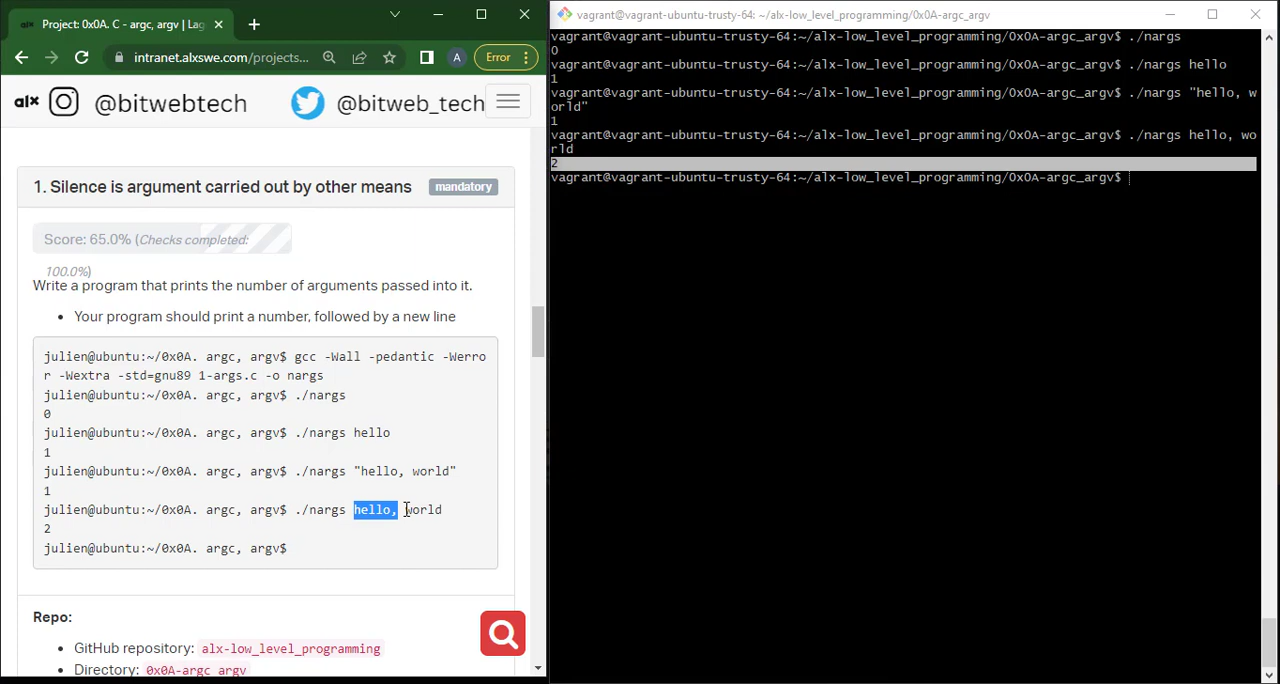 Project: 0x0A. C - argc, argv | Lag
intranet.alxswe.com/projects...
A
Error
alx
@bitwebtech
@bitweb_tech
1. Silence is argument carried out by other means
mandatory
Score: 65.0% (Checks completed:
100.0%)
Write a program that prints the number of arguments passed into it.
• Your program should print a number, followed by a new line
julien@ubuntu:~/0x0A. argc, argv$ gcc -Wall -pedantic -Werro
r -Wextra -std=gnu89 1-args.c -o nargs
julien@ubuntu:~/0x0A. argc, argv$ ./nargs
0
julien@ubuntu:~/0x0A. argc, argv$ ./nargs hello
1
julien@ubuntu:~/0x0A. argc, argv$ ./nargs "hello, world"
1
julien@ubuntu:~/0x0A. argc, argv$ ./nargs hello, world
2
julien@ubuntu:~/0x0A. argc, argv$
Repo:
• GitHub repository: alx-low_level_programming
• Directory: 0x0A-argc_argv
vagrant@vagrant-ubuntu-trusty-64: ~/alx-low_level_programming/0x0A-argc_argv
vagrant@vagrant-ubuntu-trusty-64:~/alx-low_level_programming/0x0A-argc_argv$ ./nargs
0
vagrant@vagrant-ubuntu-trusty-64:~/alx-low_level_programming/0x0A-argc_argv$ ./nargs hello
1
vagrant@vagrant-ubuntu-trusty-64:~/alx-low_level_programming/0x0A-argc_argv$ ./nargs "hello, w
orld"
1
vagrant@vagrant-ubuntu-trusty-64:~/alx-low_level_programming/0x0A-argc_argv$ ./nargs hello, wo
rld
2
vagrant@vagrant-ubuntu-trusty-64:~/alx-low_level_programming/0x0A-argc_argv$